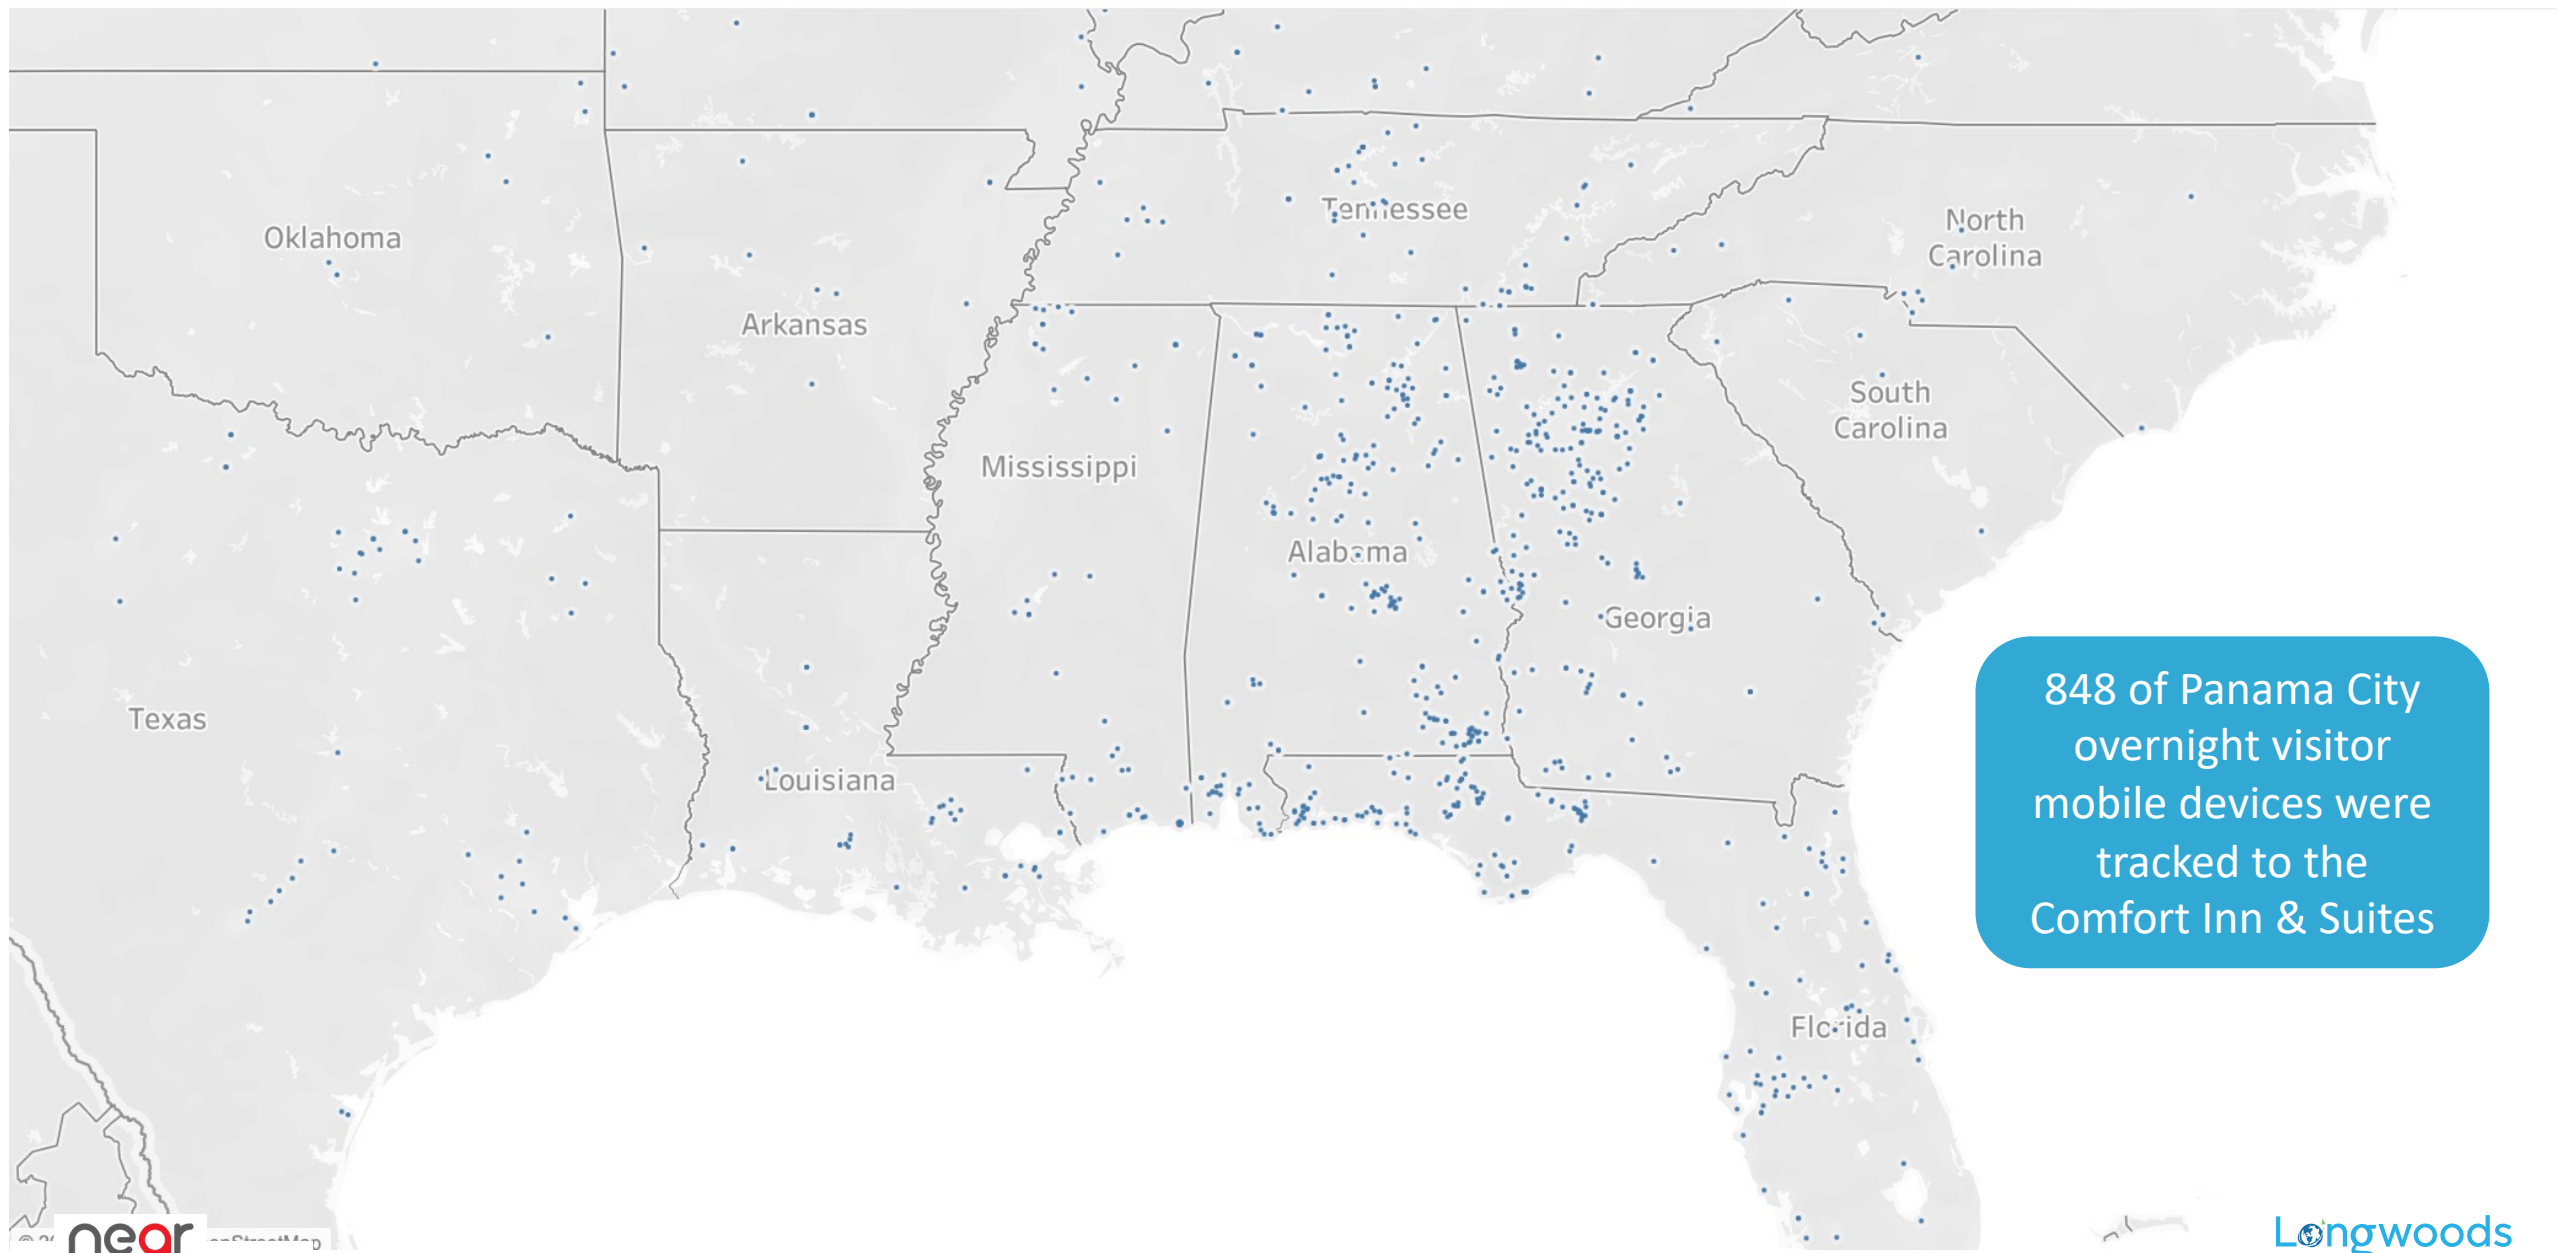 Oklahoma
Tennessee
North
Carolina
Arkansas
South
Carolina
Mississippi
Alabama
Georgia
Texas
Louisiana
Florida
848 of Panama City
overnight visitor
mobile devices were
tracked to the
Comfort Inn & Suites
near
Longwoods